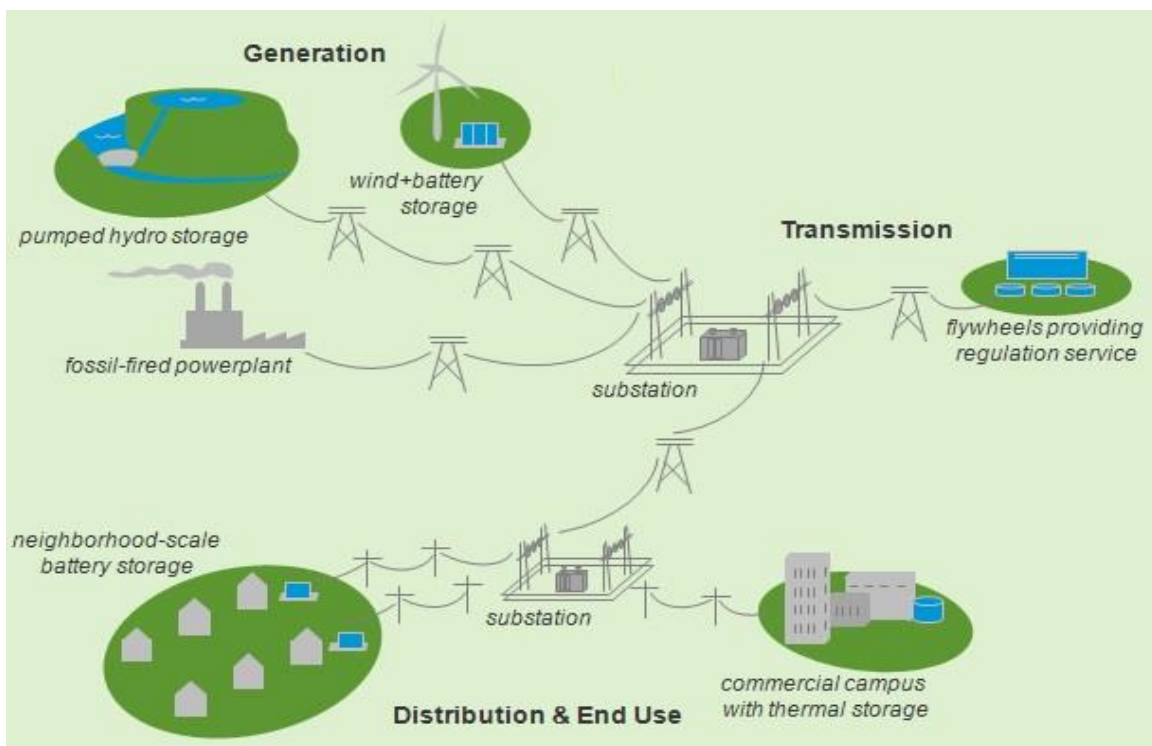 Generation
wind+battery
storage
pumped hydro storage
Transmission
fossil-fired powerplant
flywheels providing
regulation service
substation
neighborhood-scale
battery storage
substation
commercial campus
with thermal storage
Distribution & End Use